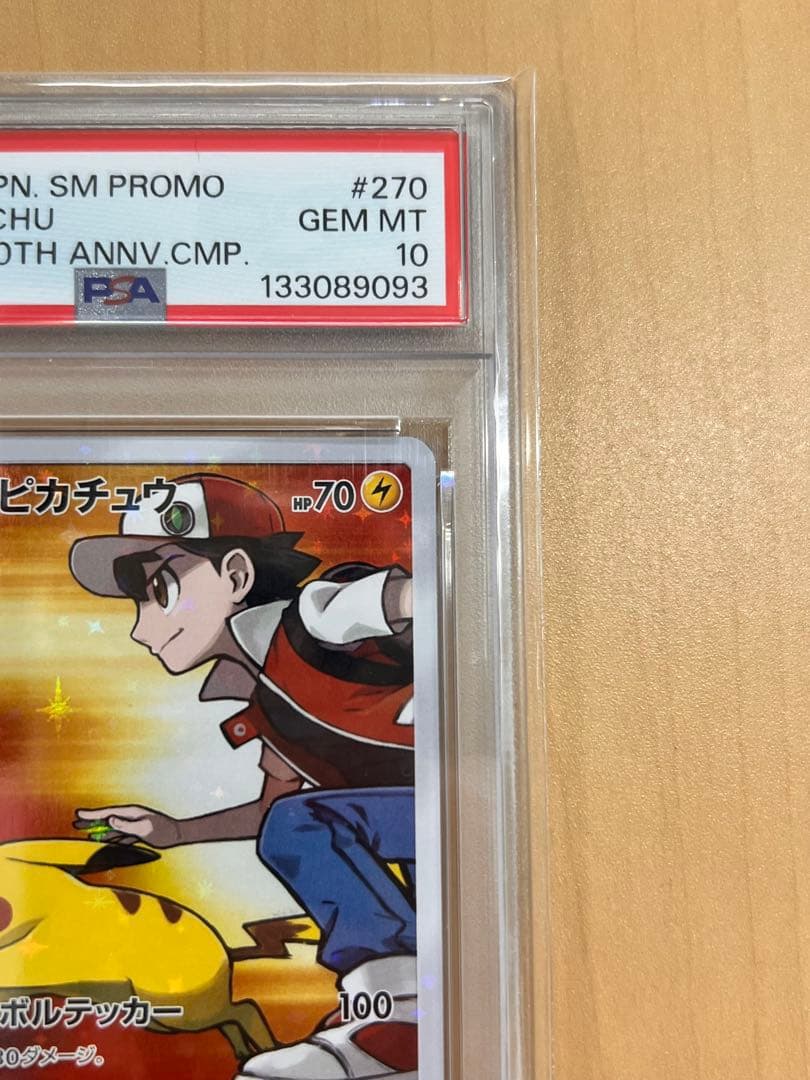 PN. SM PROMO #270
CHU GEM MT
0TH ANNV.CMP. 10
PSA 133089093
ピカチュウ HP70
ボルテッカー 100
30ダメージ。